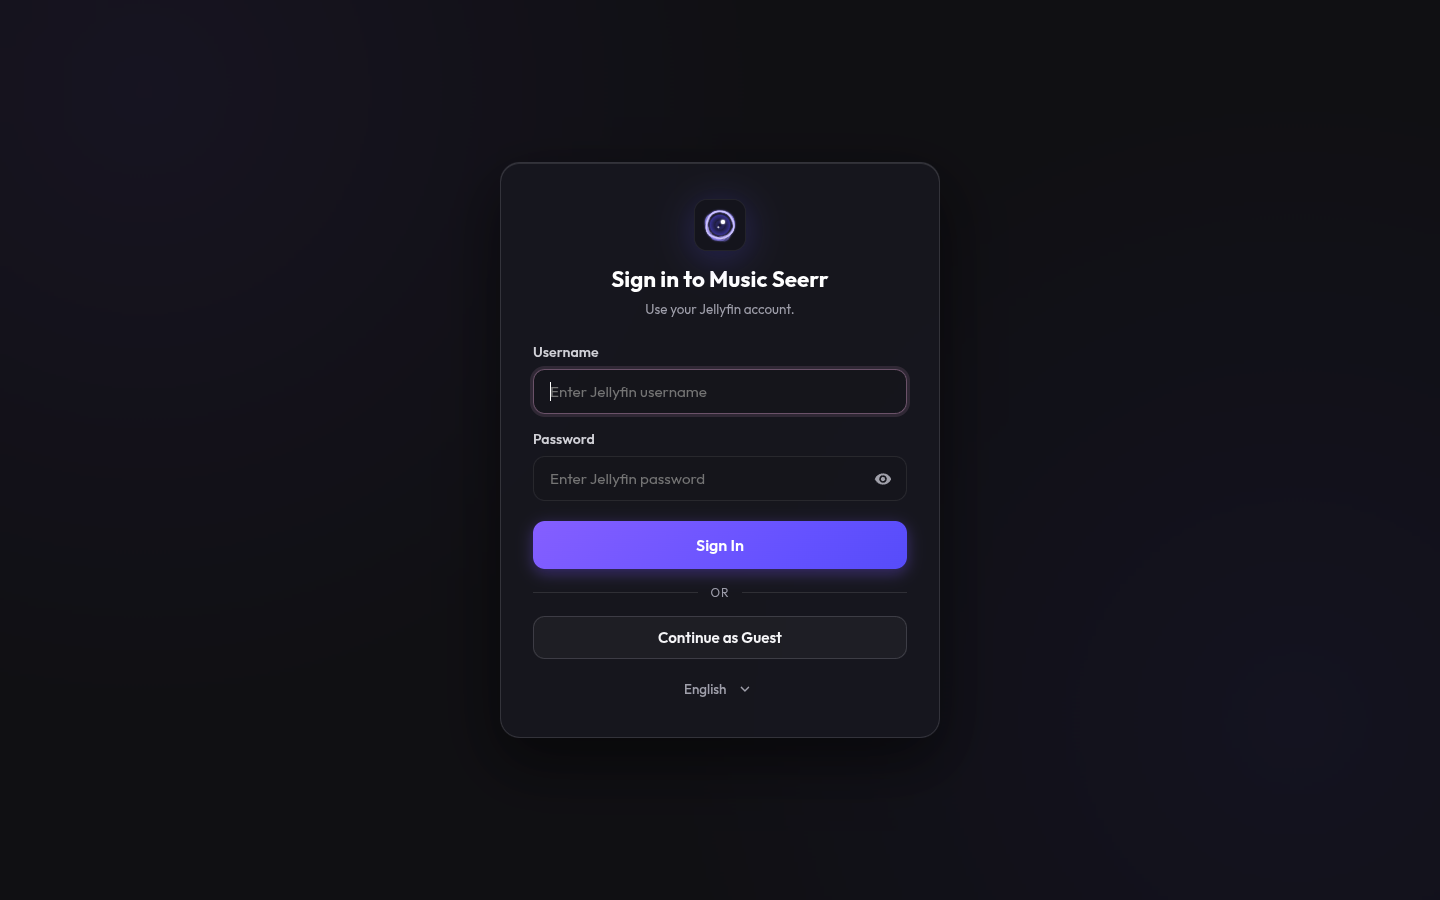 Sign in to Music Seerr
Use your Jellyfin account.
Username
Enter Jellyfin username
Password
Enter Jellyfin password
Sign In
OR
Continue as Guest
English